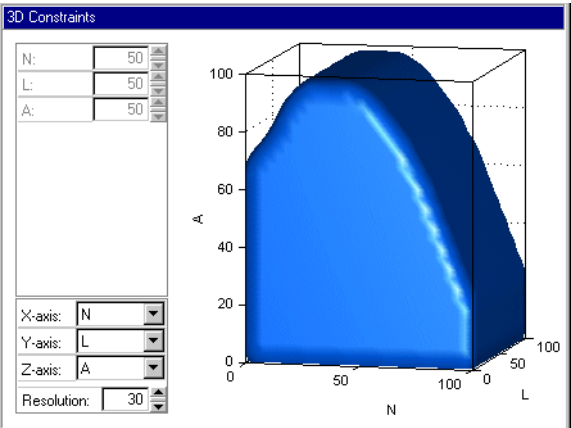 3D Constraints
N: 50
L: 50
A: 50
X-axis: N
Y-axis: L
Z-axis: A
Resolution: 30
100
80
60
40
20
0
A
0
50
100
N
0
50
100
L